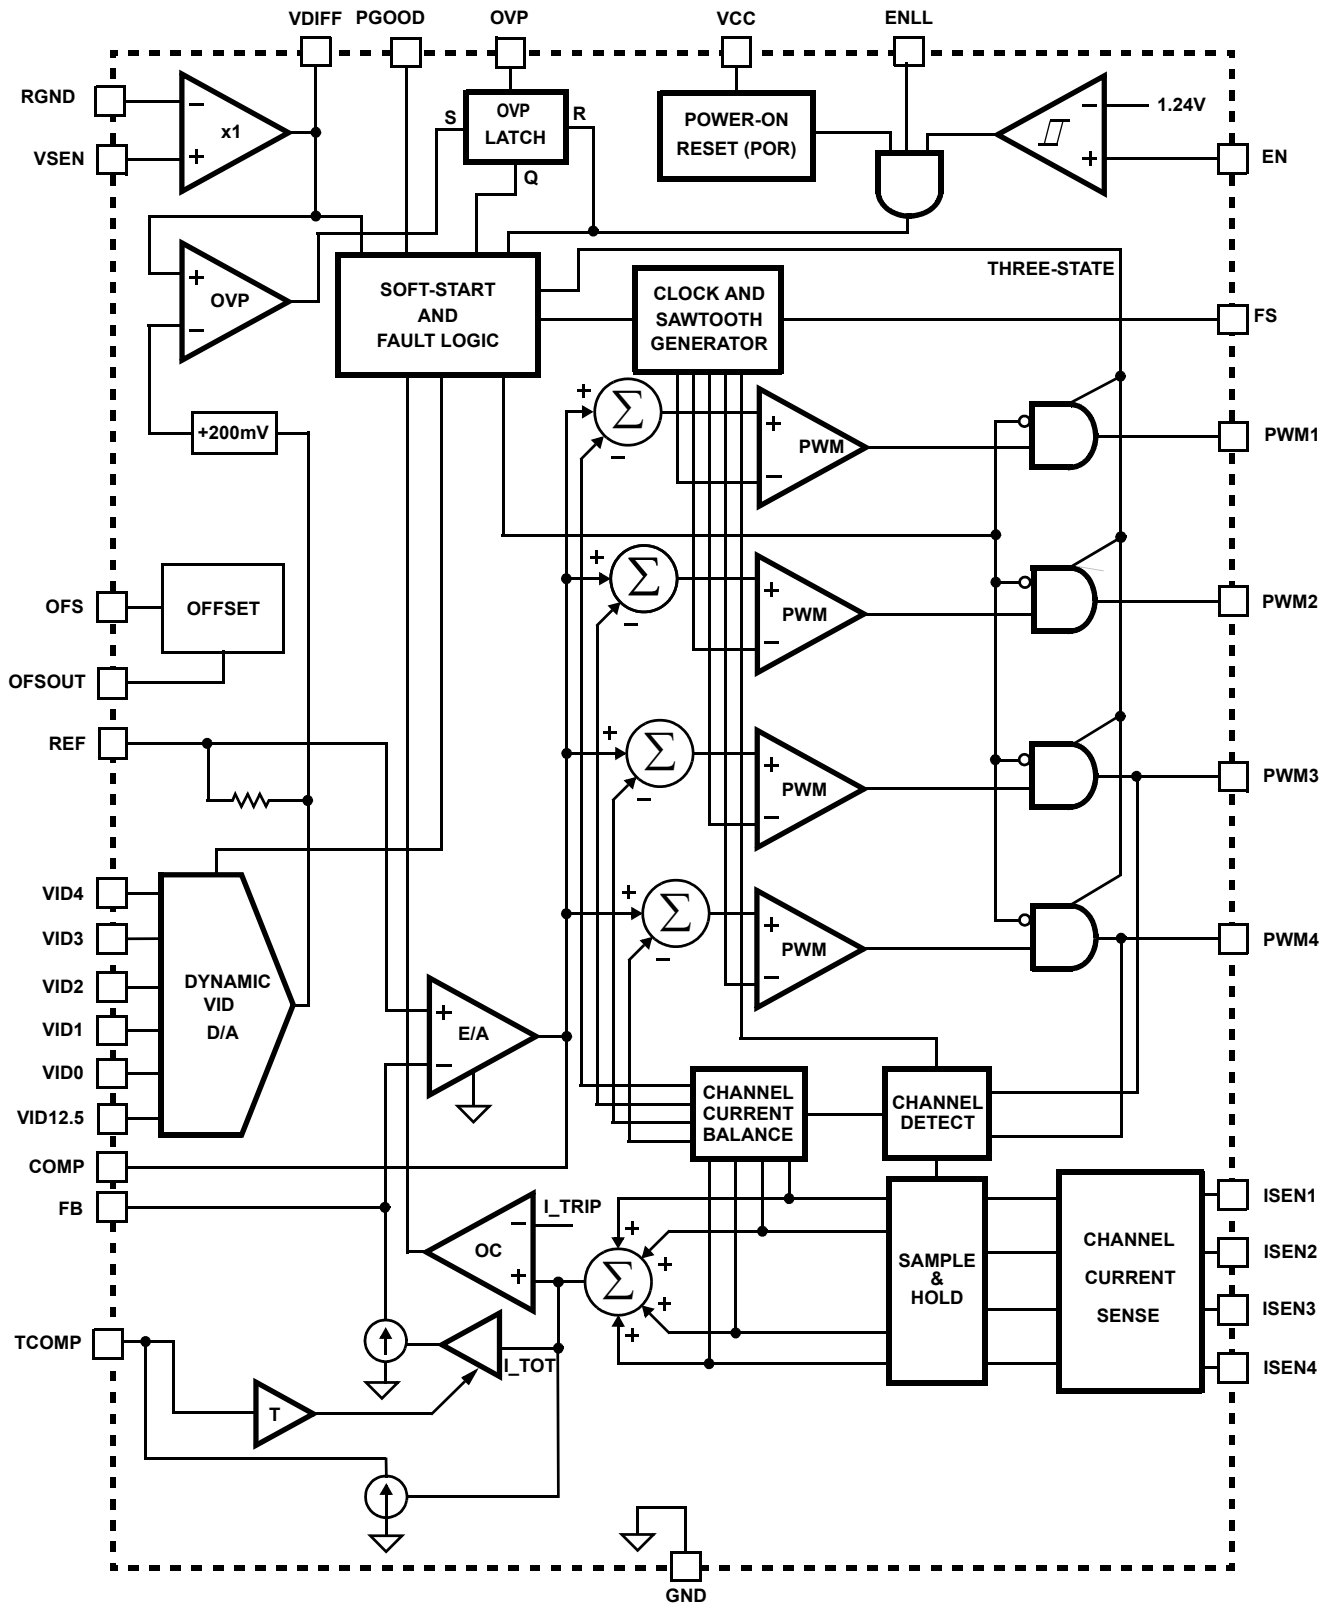 VDIFF PGOOD OVP VCC ENLL
RGND
−
x1
+
VSEN
S
OVP
LATCH
R
Q
POWER-ON
RESET (POR)
−
1.24V
+
EN
+
OVP
−
SOFT-START
AND
FAULT LOGIC
CLOCK AND
SAWTOOTH
GENERATOR
THREE-STATE
FS
+200mV
+
Σ
−
+
PWM
−
PWM1
OFS
OFFSET
OFSOUT
+
Σ
−
+
PWM
−
PWM2
REF
+
Σ
−
+
PWM
−
PWM3
VID4
VID3
VID2
VID1
VID0
VID12.5
DYNAMIC
VID
D/A
+
Σ
−
+
PWM
−
PWM4
+
E/A
−
CHANNEL
CURRENT
BALANCE
CHANNEL
DETECT
COMP
FB
I_TRIP
−
OC
+
+
+
Σ
+
+
SAMPLE
&
HOLD
CHANNEL
CURRENT
SENSE
ISEN1
ISEN2
ISEN3
ISEN4
TCOMP
I_TOT
T
GND